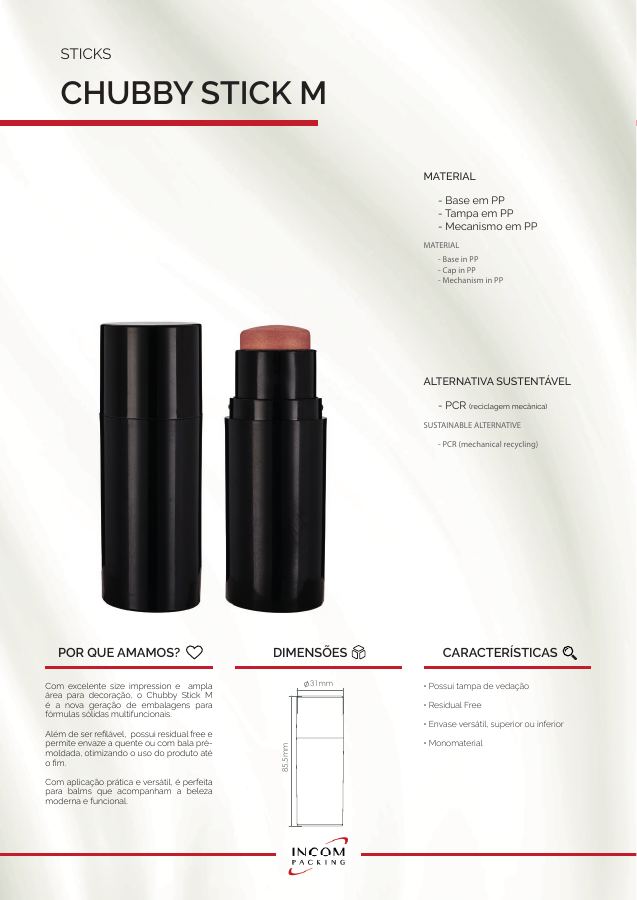 STICKS
CHUBBY STICK M
MATERIAL
- Base em PP
- Tampa em PP
- Mecanismo em PP
MATERIAL
- Base in PP
- Cap in PP
- Mechanism in PP
ALTERNATIVA SUSTENTÁVEL
- PCR (reciclagem mecânica)
SUSTAINABLE ALTERNATIVE
- PCR (mechanical recycling)
POR QUE AMAMOS?
Com excelente size impression e ampla
área para decoração, o Chubby Stick M
é a nova geração de embalagens para
fórmulas sólidas multifuncionais.
Além de ser refilável, possui residual free e
permite envaze a quente ou com bala pré-
moldada, otimizando o uso do produto até
o fim.
Com aplicação prática e versátil, é perfeita
para balms que acompanham a beleza
moderna e funcional.
DIMENSÕES
ø31mm
85,5mm
CARACTERÍSTICAS
• Possui tampa de vedação
• Residual Free
• Envase versátil, superior ou inferior
• Monomaterial
INCOM
PACKING